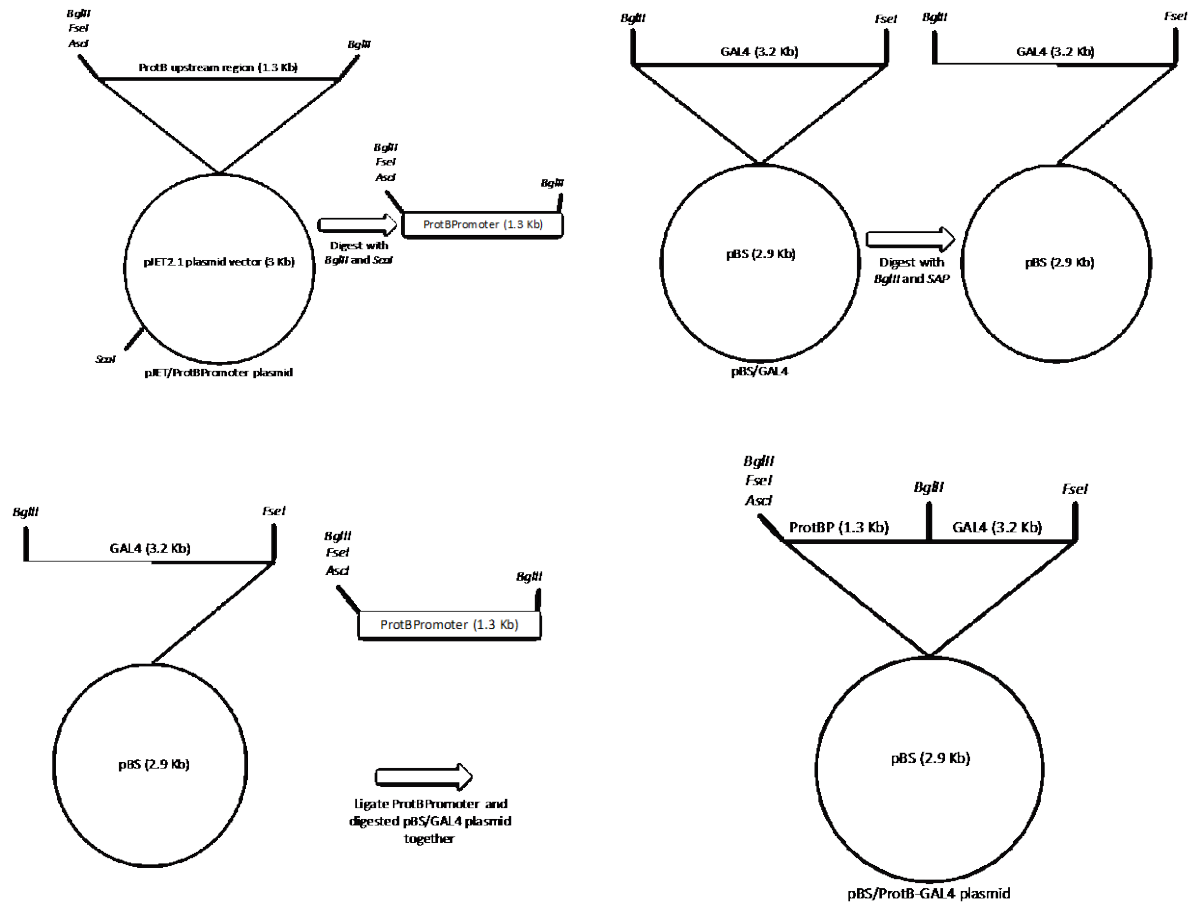 BglII
FseI
AscI
BglII
ProtB upstream region (1.3 Kb)
pJET2.1 plasmid vector (3 Kb)
ScoI
pJET/ProtBPromoter plasmid
Digest with
BglII and ScoI
BglII
FseI
AscI
BglII
ProtBPromoter (1.3 Kb)
BglII
FseI
GAL4 (3.2 Kb)
pBS (2.9 Kb)
pBS/GAL4
Digest with
BglII and SAP
BglII
FseI
GAL4 (3.2 Kb)
pBS (2.9 Kb)
BglII
FseI
GAL4 (3.2 Kb)
pBS (2.9 Kb)
BglII
FseI
AscI
BglII
ProtBPromoter (1.3 Kb)
Ligate ProtBPromoter and
digested pBS/GAL4 plasmid
together
BglII
FseI
AscI
BglII
FseI
ProtBP (1.3 Kb)
GAL4 (3.2 Kb)
pBS (2.9 Kb)
pBS/ProtB-GAL4 plasmid